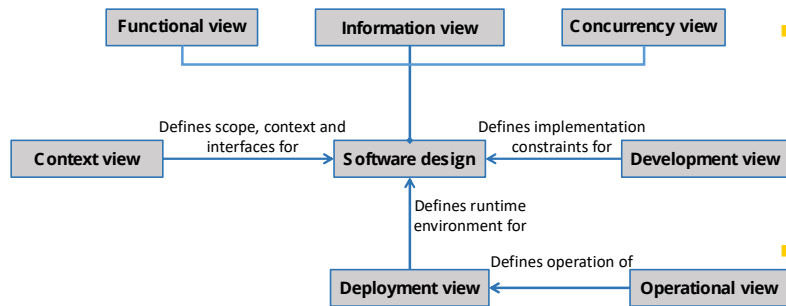 Functional view
Information view
Concurrency view
Defines scope, context and
interfaces for
Defines implementation
constraints for
Context view
Software design
Development view
Defines runtime
environment for
Defines operation of
Deployment view
Operational view